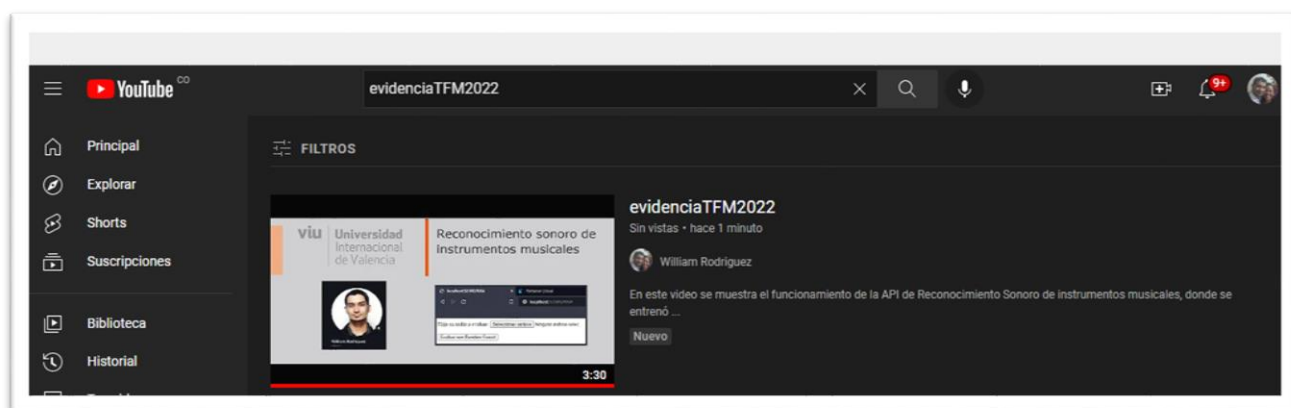 YouTube CO
evidenciaTFM2022
9+
Principal
Explorar
Shorts
Suscripciones
Biblioteca
Historial
FILTROS
viu Universidad
Internacional
de Valencia
Reconocimiento sonoro de
instrumentos musicales
William Rodriguez
3:30
evidenciaTFM2022
Sin vistas • hace 1 minuto
William Rodriguez
En este video se muestra el funcionamiento de la API de Reconocimiento Sonoro de instrumentos musicales, donde se
entrenó ...
Nuevo